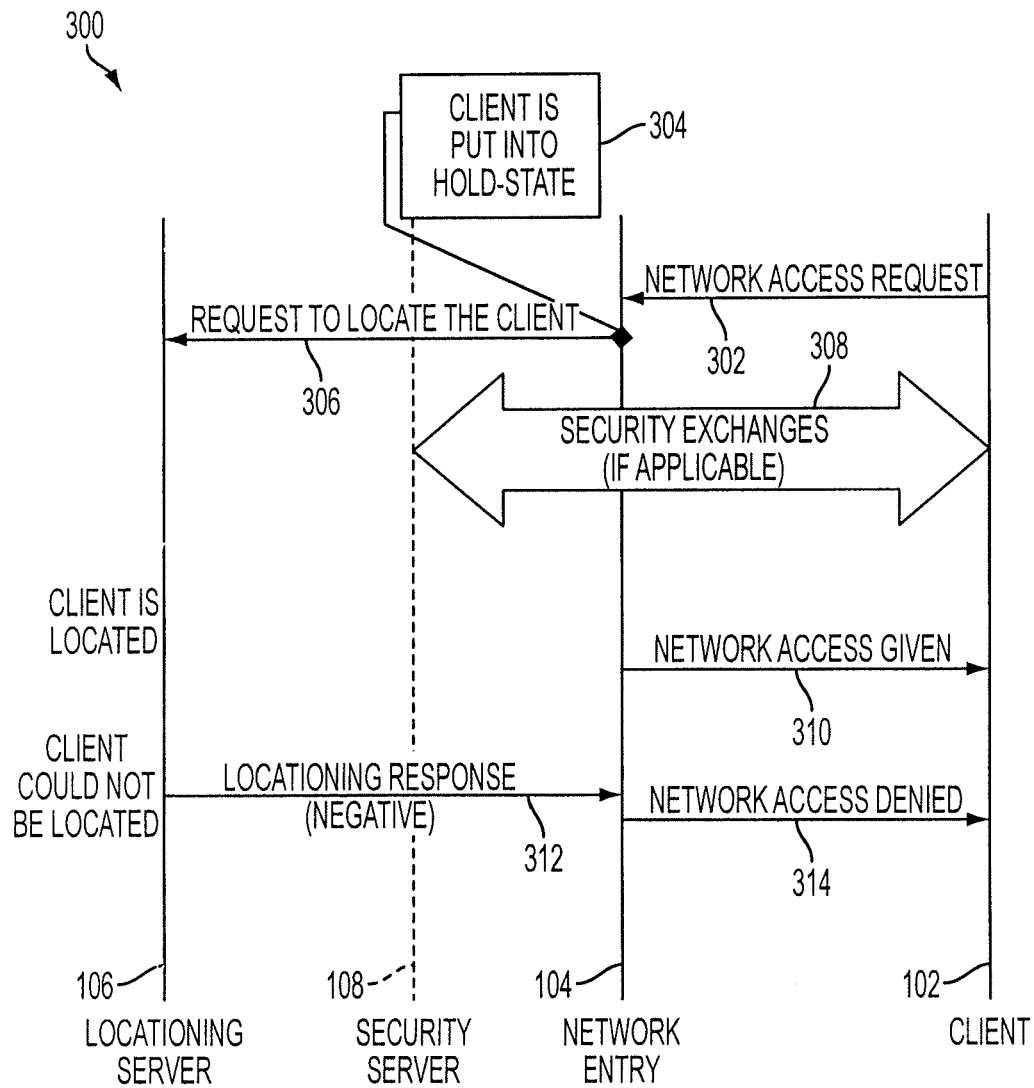 300
CLIENT IS
PUT INTO
HOLD-STATE
304
NETWORK ACCESS REQUEST
302
REQUEST TO LOCATE THE CLIENT
306
308
SECURITY EXCHANGES
(IF APPLICABLE)
CLIENT IS
LOCATED
NETWORK ACCESS GIVEN
310
CLIENT
COULD NOT
BE LOCATED
LOCATIONING RESPONSE
(NEGATIVE)
312
NETWORK ACCESS DENIED
314
106
108
104
102
LOCATIONING
SERVER
SECURITY
SERVER
NETWORK
ENTRY
CLIENT